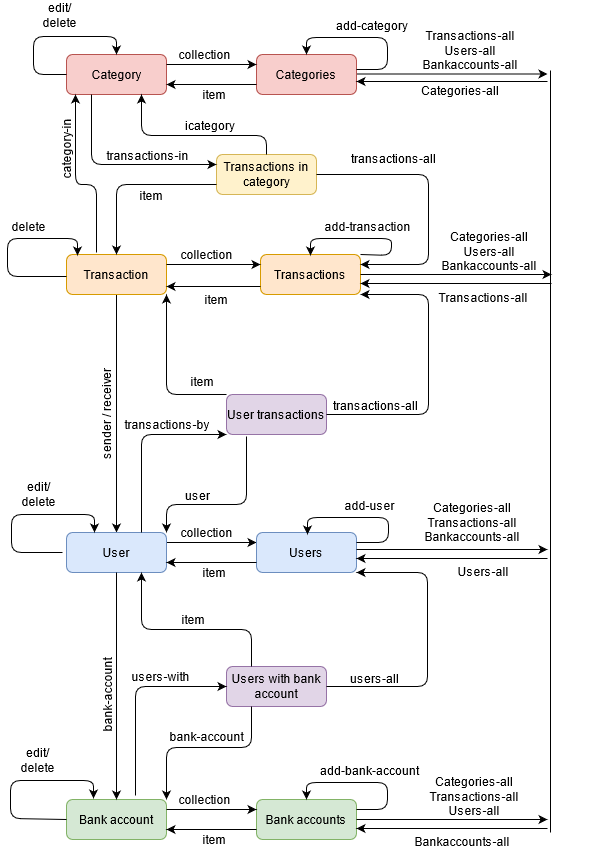 edit/
delete
add-category
Transactions-all
Users-all
Bankaccounts-all
collection
Category
Categories
item
Categories-all
icategory
category-in
transactions-in
transactions-all
Transactions in
category
item
delete
add-transaction
Categories-all
Users-all
Bankaccounts-all
collection
Transaction
Transactions
item
Transactions-all
sender / receiver
item
transactions-all
User transactions
transactions-by
user
edit/
delete
add-user
Categories-all
Transactions-all
Bankaccounts-all
collection
User
Users
item
Users-all
item
bank-account
users-with
Users with bank
account
users-all
bank-account
edit/
delete
add-bank-account
Categories-all
Transactions-all
Users-all
collection
Bank account
Bank accounts
item
Bankaccounts-all